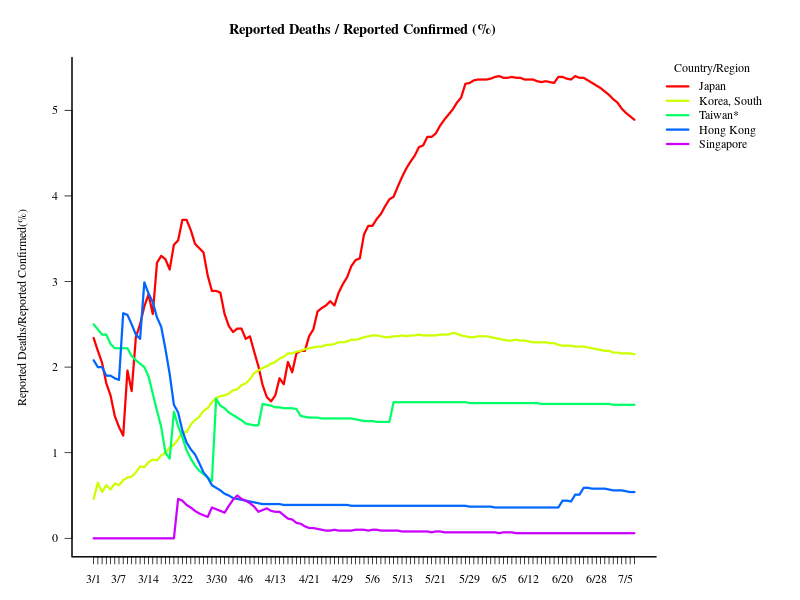 Reported Deaths / Reported Confirmed (%)
Country/Region
Japan
Korea, South
Taiwan*
Hong Kong
Singapore
Reported Deaths/Reported Confirmed(%)
5
4
3
2
1
0
3/1 3/7 3/14 3/22 3/30 4/6 4/13 4/21 4/29 5/6 5/13 5/21 5/29 6/5 6/12 6/20 6/28 7/5